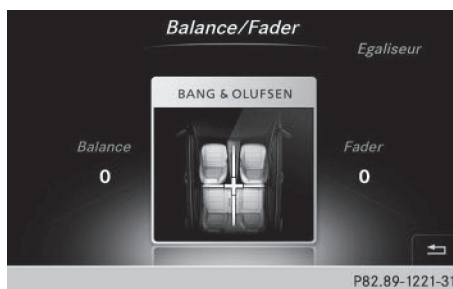 Balance/Fader
Egaliseur
BANG & OLUFSEN
Balance
Fader
0
0
P82.89-1221-31